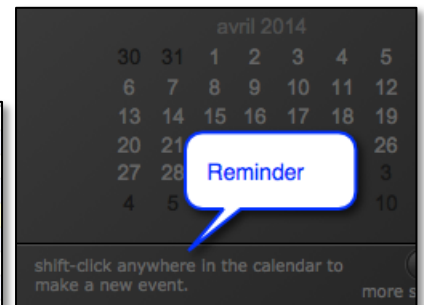 avril 2014
30 31 1 2 3 4 5
6 7 8 9 10 11 12
13 14 15 16 17 18 19
20 21 26
27 28 3
4 5 10
Reminder
shift-click anywhere in the calendar to
make a new event.
more s